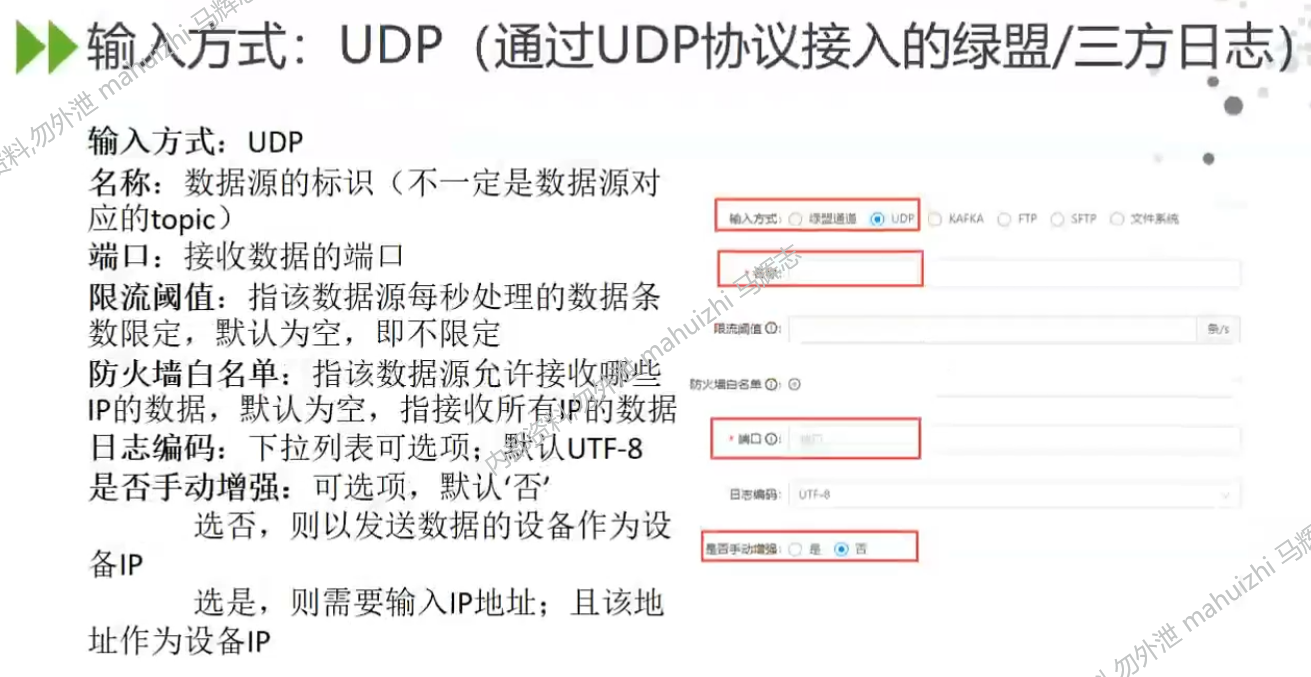 输入方式：UDP（通过UDP协议接入的绿盟/三方日志）
输入方式：UDP
名称：数据源的标识（不一定是数据源对
应的topic）
端口：接收数据的端口
限流阈值：指该数据源每秒处理的数据条
数限定，默认为空，即不限定
防火墙白名单：指该数据源允许接收哪些
IP的数据，默认为空，指接收所有IP的数据
日志编码：下拉列表可选项；默认UTF-8
是否手动增强：可选项，默认‘否’
选否，则以发送数据的设备作为设
备IP
选是，则需要输入IP地址；且该地
址作为设备IP
输入方式： 绿盟通道 UDP KAFKA FTP SFTP 文件系统
* 名称：
限流阈值： 条/s
防火墙白名单：
* 端口： 端口
日志编码： UTF-8
是否手动增强： 是 否
资料,勿外泄 mahuizhi 马辉志
内部资料,勿外泄 mahuizhi 马辉志
料,勿外泄 mahuizhi 马辉